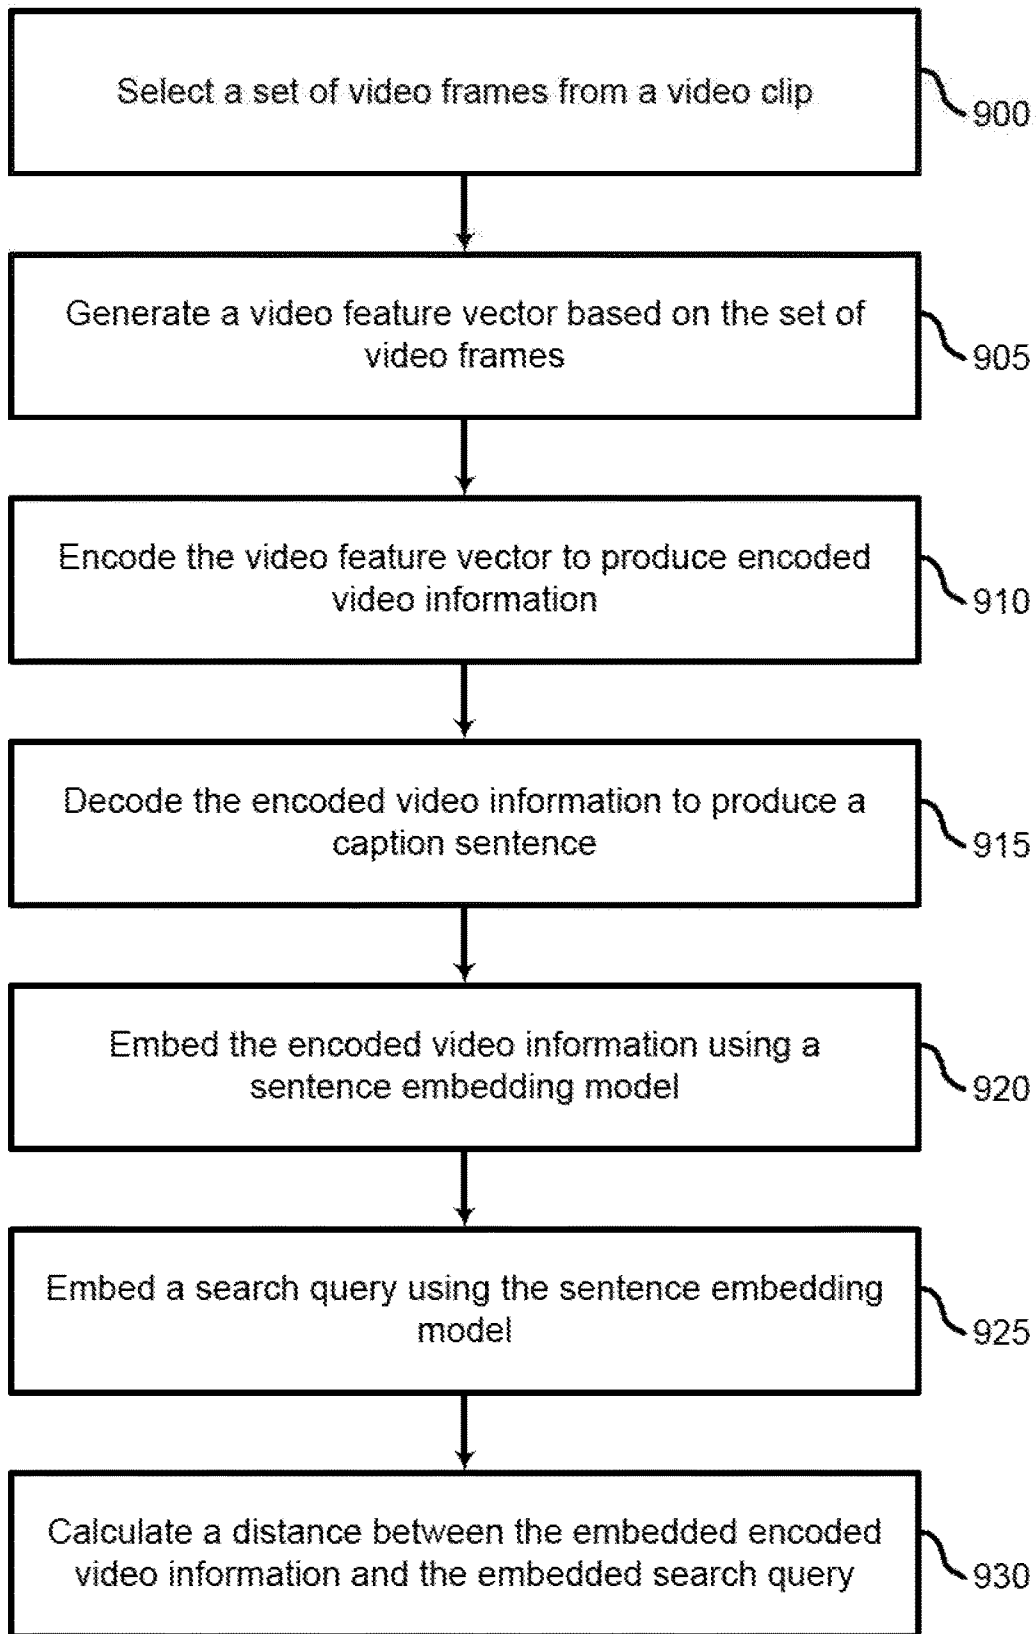 Select a set of video frames from a video clip
900
Generate a video feature vector based on the set of
video frames
905
Encode the video feature vector to produce encoded
video information
910
Decode the encoded video information to produce a
caption sentence
915
Embed the encoded video information using a
sentence embedding model
920
Embed a search query using the sentence embedding
model
925
Calculate a distance between the embedded encoded
video information and the embedded search query
930